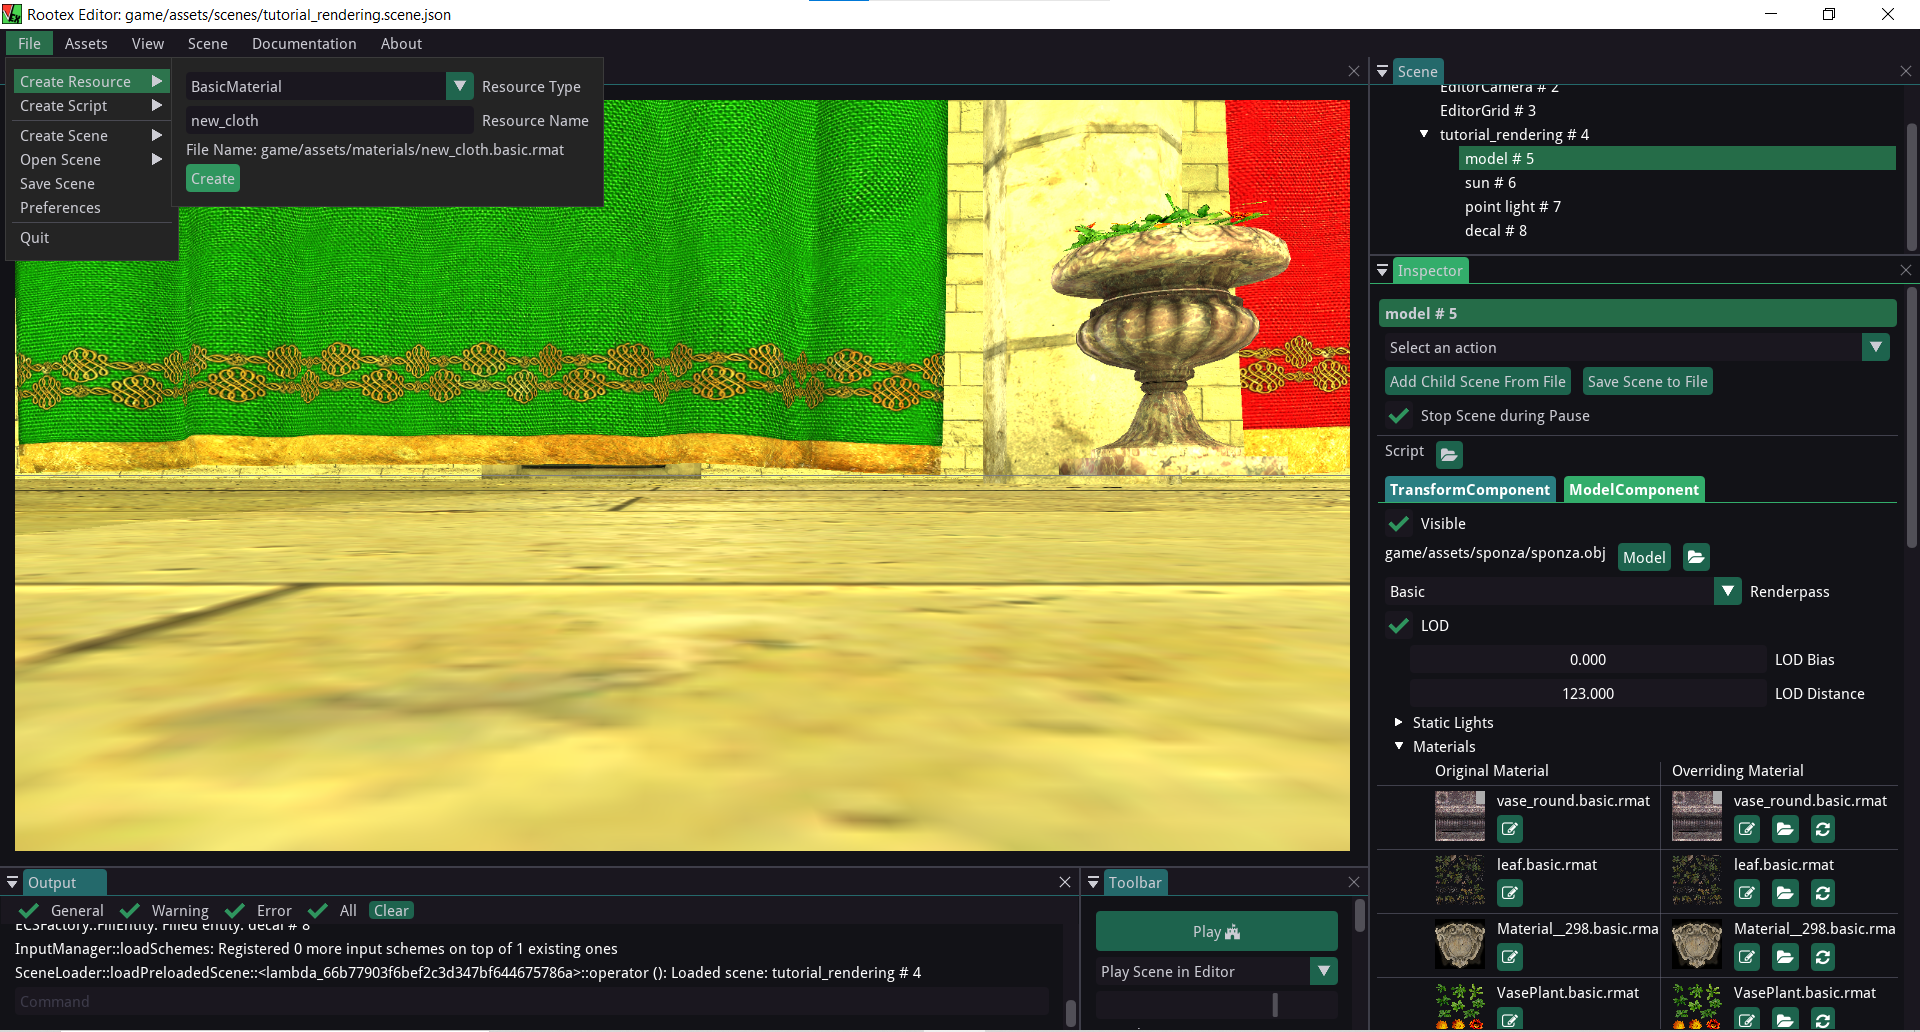 Rootex Editor: game/assets/scenes/tutorial_rendering.scene.json
File Assets View Scene Documentation About
Create Resource
Create Script
Create Scene
Open Scene
Save Scene
Preferences
Quit
BasicMaterial Resource Type
new_cloth Resource Name
File Name: game/assets/materials/new_cloth.basic.rmat
Create
Scene
EditorCamera # 2
EditorGrid # 3
tutorial_rendering # 4
model # 5
sun # 6
point light # 7
decal # 8
Inspector
model # 5
Select an action
Add Child Scene From File Save Scene to File
Stop Scene during Pause
Script
TransformComponent ModelComponent
Visible
game/assets/sponza/sponza.obj Model
Basic Renderpass
LOD
0.000 LOD Bias
123.000 LOD Distance
Static Lights
Materials
Original Material Overriding Material
vase_round.basic.rmat vase_round.basic.rmat
leaf.basic.rmat leaf.basic.rmat
Material__298.basic.rma Material__298.basic.rma
VasePlant.basic.rmat VasePlant.basic.rmat
Output
General Warning Error All Clear
ECSFactory::FillEntity: Filled entity: decal # 8
InputManager::loadSchemes: Registered 0 more input schemes on top of 1 existing ones
SceneLoader::loadPreloadedScene::<lambda_66b77903f6bef2c3d347bf644675786a>::operator (): Loaded scene: tutorial_rendering # 4
Command
Toolbar
Play
Play Scene in Editor